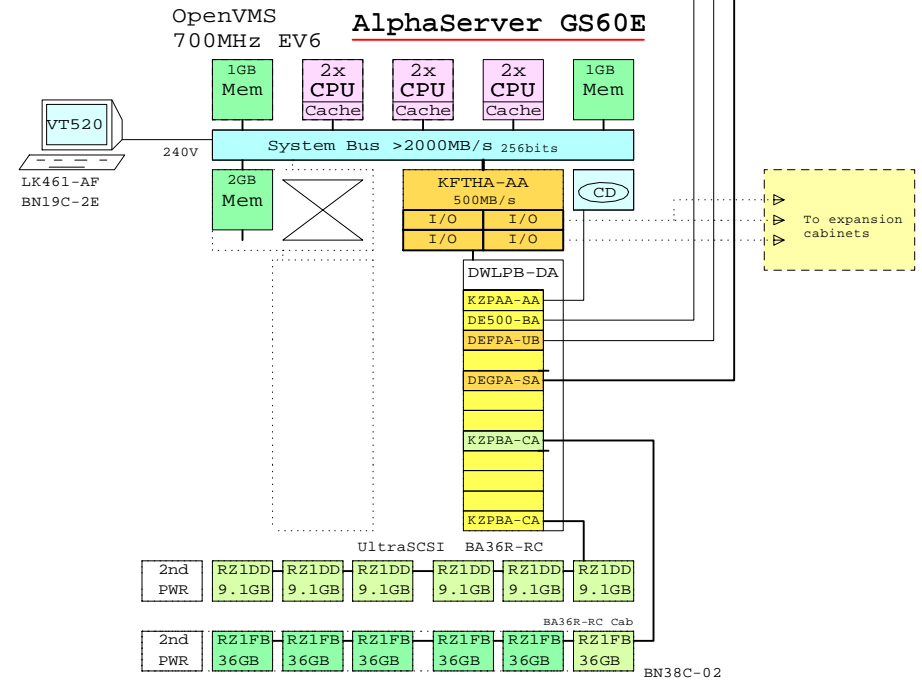 OpenVMS
700MHz EV6
AlphaServer GS60E
1GB
Mem
2x
CPU
Cache
2x
CPU
Cache
2x
CPU
Cache
1GB
Mem
VT520
240V
System Bus >2000MB/s 256bits
LK461-AF
BN19C-2E
2GB
Mem
KFTHA-AA
500MB/s
I/O I/O
I/O I/O
CD
To expansion
cabinets
DWLPB-DA
KZPAA-AA
DE500-BA
DEFPA-UB
DEGPA-SA
KZPBA-CA
KZPBA-CA
UltraSCSI BA36R-RC
2nd RZ1DD RZ1DD RZ1DD RZ1DD RZ1DD RZ1DD
PWR 9.1GB 9.1GB 9.1GB 9.1GB 9.1GB 9.1GB
BA36R-RC Cab
2nd RZ1FB RZ1FB RZ1FB RZ1FB RZ1FB RZ1FB
PWR 36GB 36GB 36GB 36GB 36GB 36GB
BN38C-02